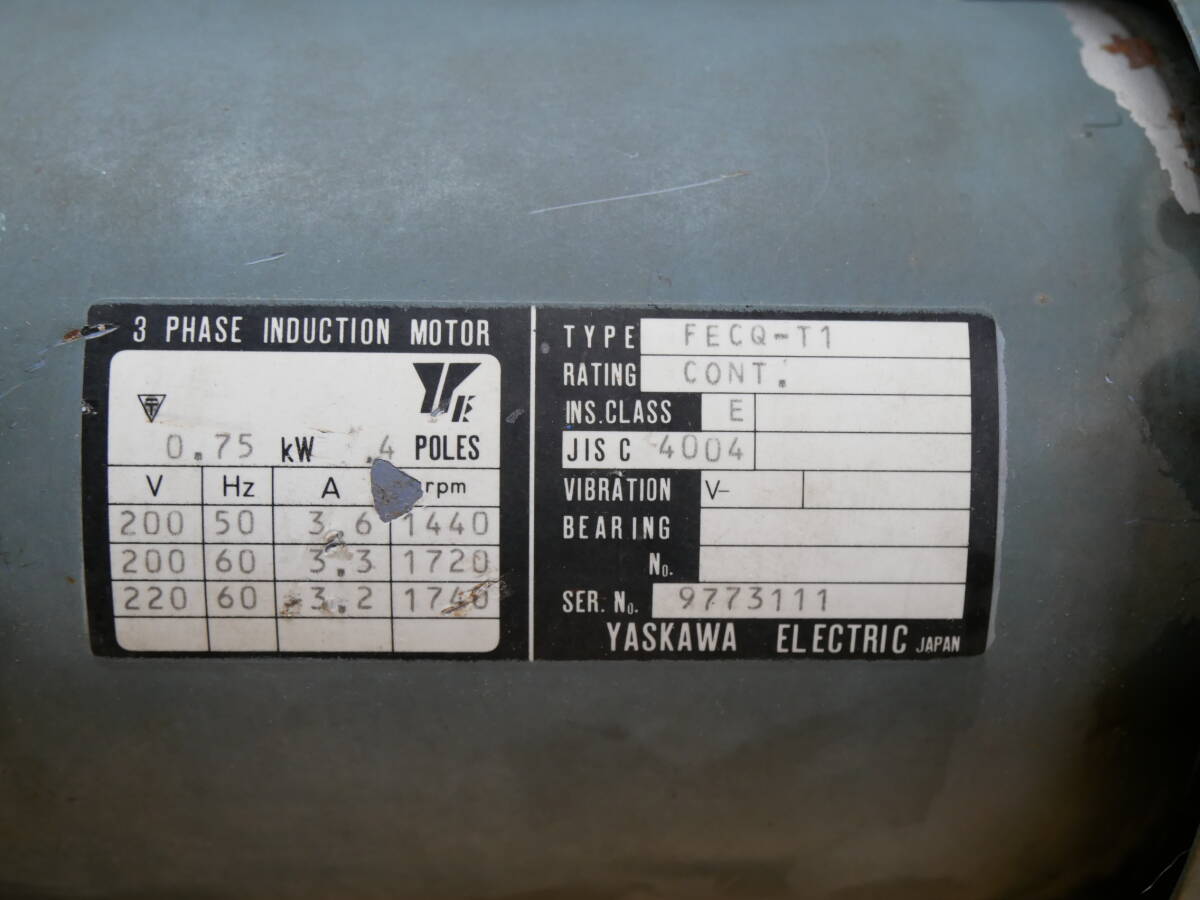 3 PHASE INDUCTION MOTOR
YE
0.75 kW 4 POLES
V Hz A rpm
200 50 3.6 1440
200 60 3.3 1720
220 60 3.2 1740
TYPE FECQ-T1
RATING CONT.
INS.CLASS E
JIS C 4004
VIBRATION V-
BEARING
No.
SER. No. 9773111
YASKAWA ELECTRIC JAPAN